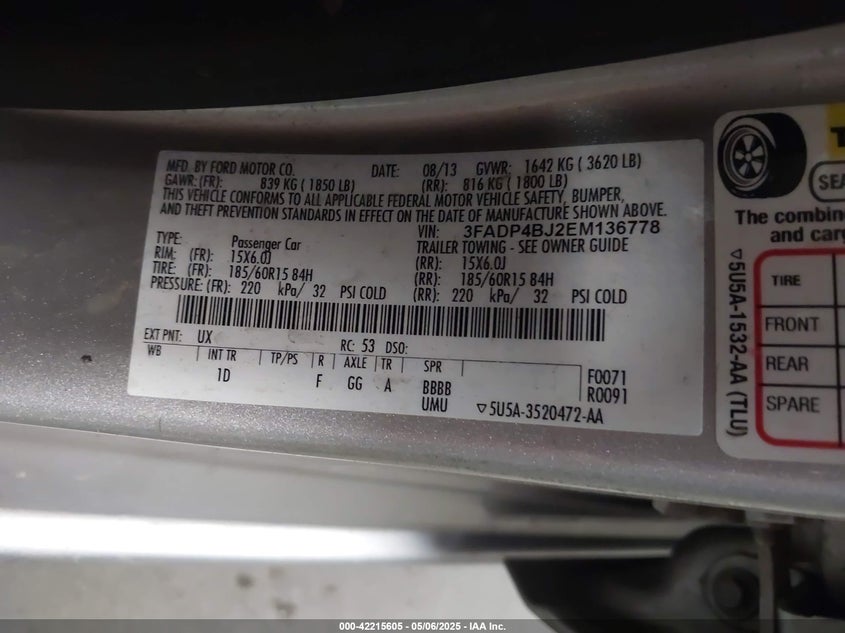 MFD. BY FORD MOTOR CO. DATE: 08/13 GVWR: 1642 KG ( 3620 LB)
GAWR: (FR): 839 KG ( 1850 LB) (RR): 816 KG ( 1800 LB)
THIS VEHICLE CONFORMS TO ALL APPLICABLE FEDERAL MOTOR VEHICLE SAFETY, BUMPER,
AND THEFT PREVENTION STANDARDS IN EFFECT ON THE DATE OF MANUFACTURE SHOWN ABOVE.
VIN: 3FADP4BJ2EM136778
TYPE: Passenger Car TRAILER TOWING - SEE OWNER GUIDE
RIM: (FR): 15X6.0J (RR): 15X6.0J
TIRE: (FR): 185/60R15 84H (RR): 185/60R15 84H
PRESSURE: (FR): 220 kPa/ 32 PSI COLD (RR): 220 kPa/ 32 PSI COLD
EXT PNT: UX RC: 53 DSO:
WB INT TR TP/PS R AXLE TR SPR F0071
1D F GG A BBBB R0091
UMU ▽5U5A-3520472-AA
SEA
The combin
and carg
TIRE
FRONT
REAR
SPARE
▽5U5A-1532-AA (TLU)
000-42215605 - 05/06/2025 - IAA Inc.